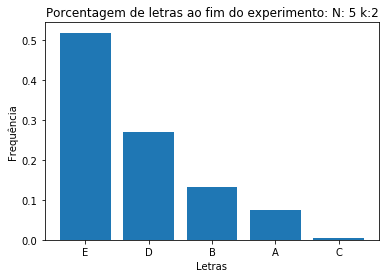 Porcentagem de letras ao fim do experimento: N: 5 k:2
Frequência
0.5
0.4
0.3
0.2
0.1
0.0
E D B A C
Letras